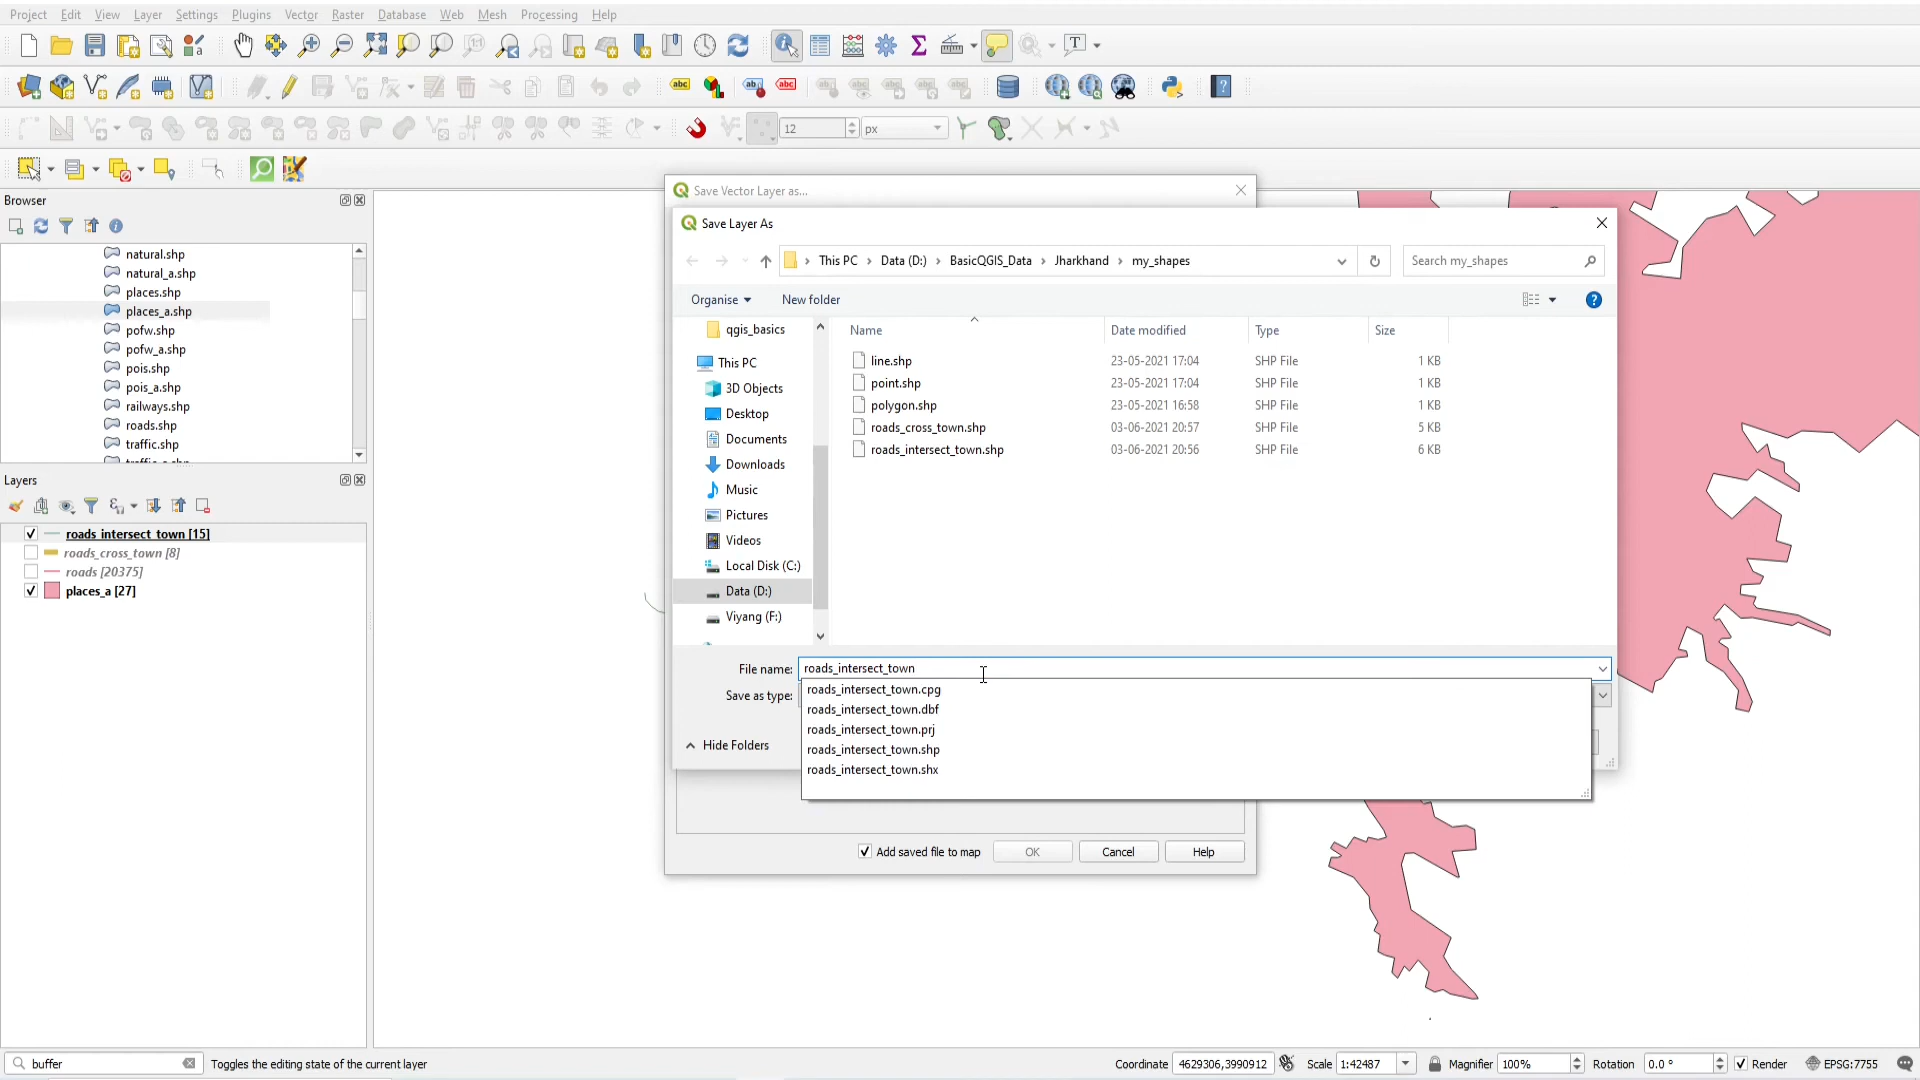 Project Edit View Layer Settings Plugins Vector Raster Database Web Mesh Processing Help
12 px
Browser
natural.shp
natural_a.shp
places.shp
places_a.shp
pofw.shp
pofw_a.shp
pois.shp
pois_a.shp
railways.shp
roads.shp
traffic.shp
Layers
roads_intersect_town [15]
roads_cross_town [8]
roads [20375]
places_a [27]
Save Vector Layer as...
Save Layer As
This PC > Data (D:) > BasicQGIS_Data > Jharkhand > my_shapes
Search my_shapes
Organise New folder
Name Date modified Type Size
qgis_basics
This PC
3D Objects
Desktop
Documents
Downloads
Music
Pictures
Videos
Local Disk (C:)
Data (D:)
Viyang (F:)
line.shp 23-05-2021 17:04 SHP File 1 KB
point.shp 23-05-2021 17:04 SHP File 1 KB
polygon.shp 23-05-2021 16:58 SHP File 1 KB
roads_cross_town.shp 03-06-2021 20:57 SHP File 5 KB
roads_intersect_town.shp 03-06-2021 20:56 SHP File 6 KB
File name: roads_intersect_town
Save as type:
roads_intersect_town.cpg
roads_intersect_town.dbf
roads_intersect_town.prj
roads_intersect_town.shp
roads_intersect_town.shx
Hide Folders
Add saved file to map OK Cancel Help
buffer Toggles the editing state of the current layer Coordinate 4629306,3990912 Scale 1:42487 Magnifier 100% Rotation 0.0 ° Render EPSG:7755